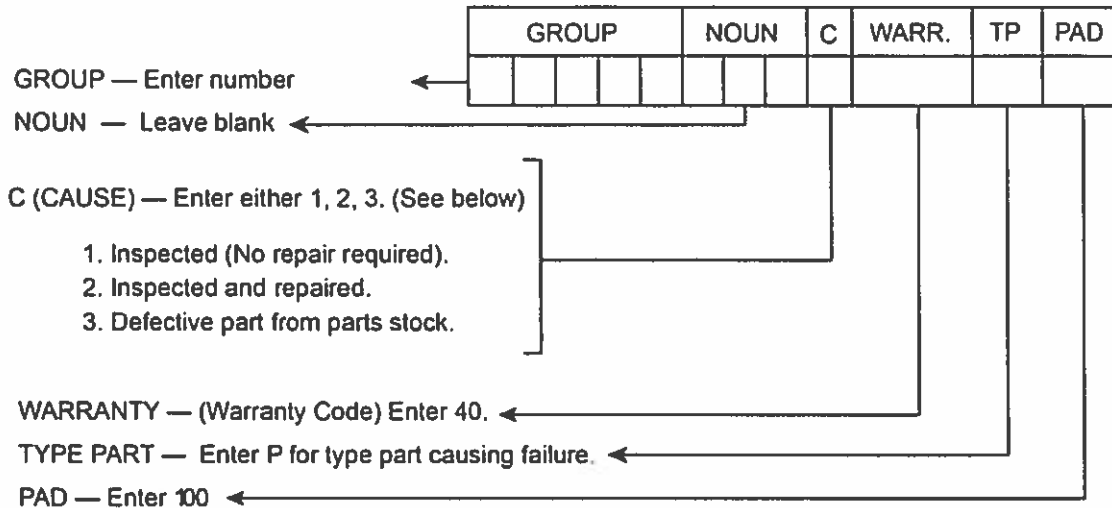 GROUP NOUN C WARR. TP PAD
GROUP — Enter number
NOUN — Leave blank
C (CAUSE) — Enter either 1, 2, 3. (See below)
1. Inspected (No repair required).
2. Inspected and repaired.
3. Defective part from parts stock.
WARRANTY — (Warranty Code) Enter 40.
TYPE PART — Enter P for type part causing failure.
PAD — Enter 100